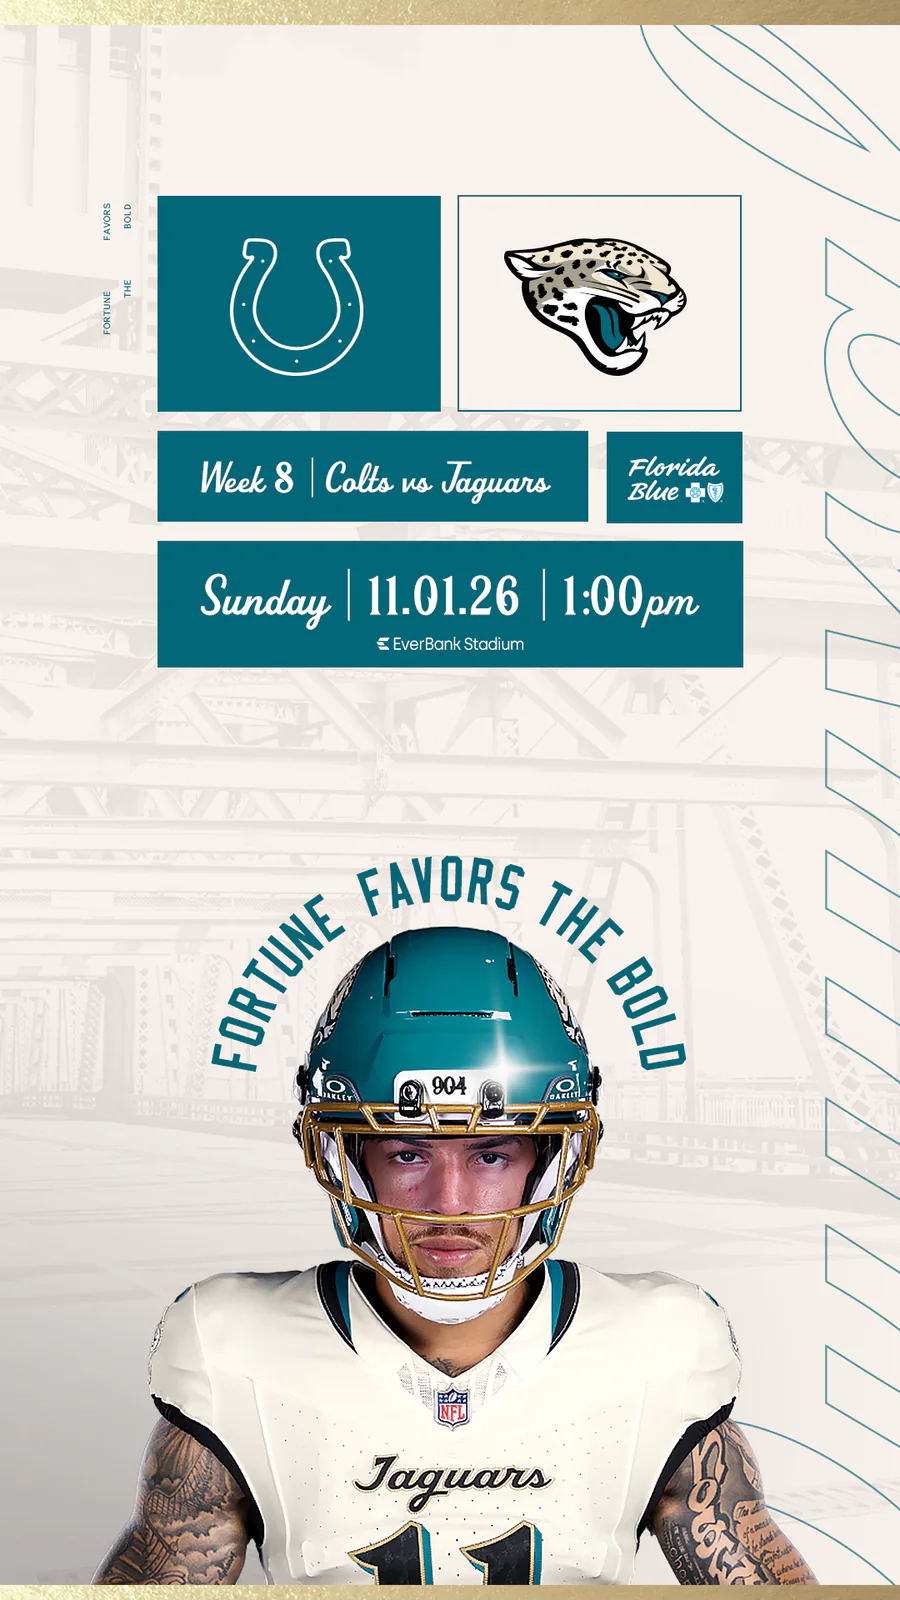 FORTUNE FAVORS
THE BOLD
Week 8 | Colts vs Jaguars
Florida
Blue
Sunday | 11.01.26 | 1:00pm
EverBank Stadium
FORTUNE FAVORS THE BOLD
904
OAKLEY
OAKLEY
NFL
Jaguars
11